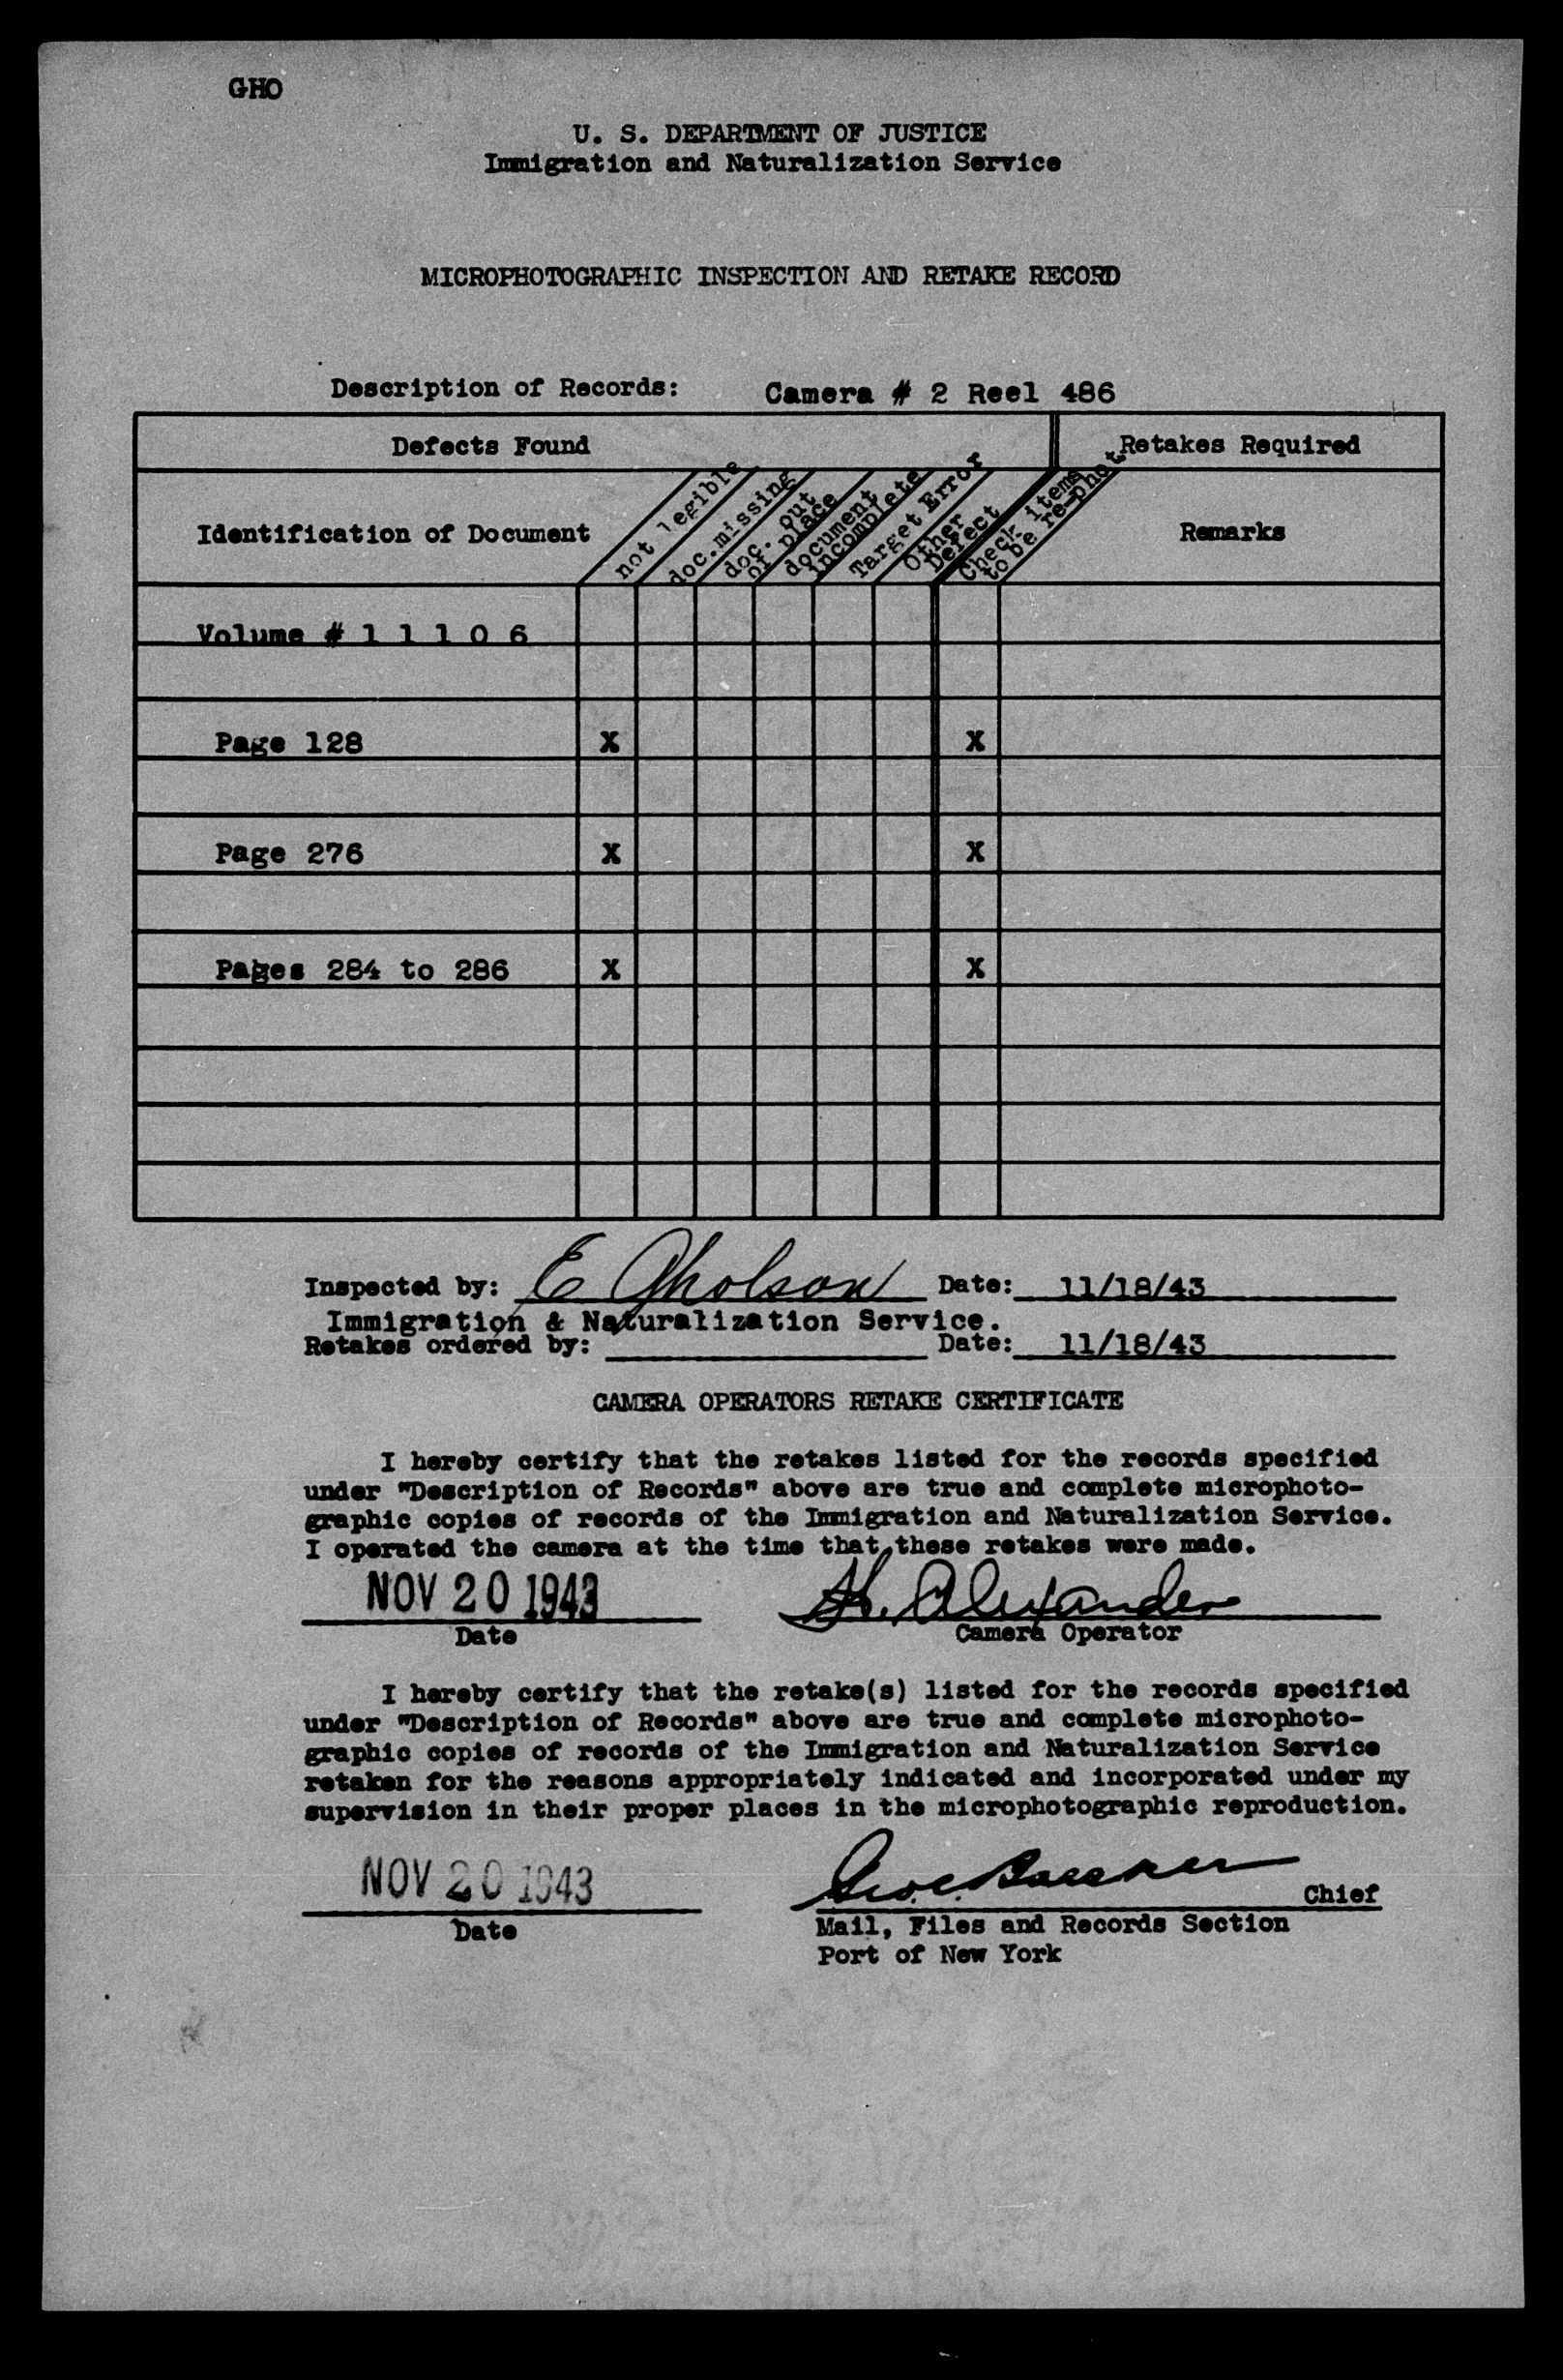 GHO
U. S. DEPARTMENT OF JUSTICE
Immigration and Naturalization Service
MICROPHOTOGRAPHIC INSPECTION AND RETAKE RECORD
Description of Records: Camera # 2 Reel 486
Defects Found Retakes Required
Identification of Document
not legible
doc.missing
doc. out
of place
document
incomplete
Target Error
Other
Defect
Check items
to be re-phot
Remarks
Volume # 1 1 1 0 6
Page 128 X X
Page 276 X X
Pages 284 to 286 X X
Inspected by: E Gholson Date: 11/18/43
Immigration & Naturalization Service.
Retakes ordered by: Date: 11/18/43
CAMERA OPERATORS RETAKE CERTIFICATE
I hereby certify that the retakes listed for the records specified
under "Description of Records" above are true and complete microphoto-
graphic copies of records of the Immigration and Naturalization Service.
I operated the camera at the time that these retakes were made.
NOV 20 1943 H. Alexander
Date Camera Operator
I hereby certify that the retake(s) listed for the records specified
under "Description of Records" above are true and complete microphoto-
graphic copies of records of the Immigration and Naturalization Service
retaken for the reasons appropriately indicated and incorporated under my
supervision in their proper places in the microphotographic reproduction.
NOV 20 1943 Chief
Date Mail, Files and Records Section
Port of New York